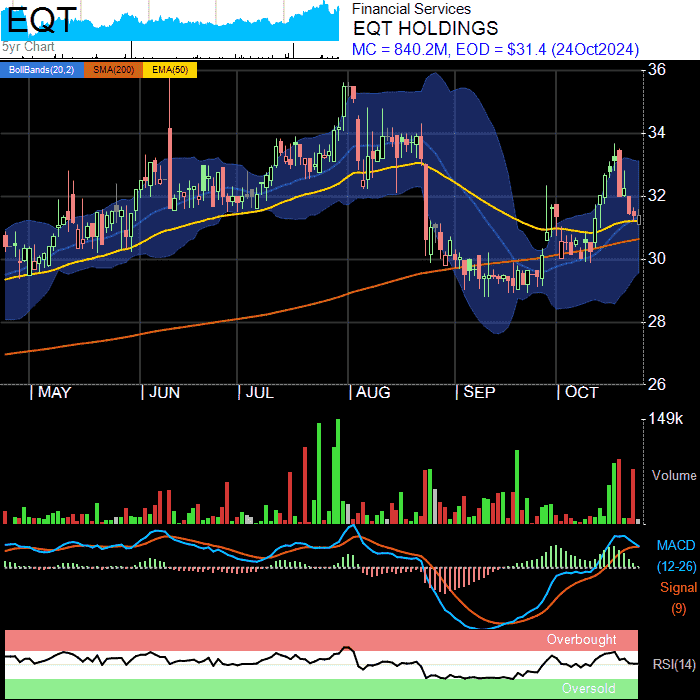 EQT
5yr Chart
Financial Services
EQT HOLDINGS
MC = 840.2M, EOD = $31.4 (24Oct2024)
BollBands(20,2) SMA(200) EMA(50)
36
34
32
30
28
26
MAY JUN JUL AUG SEP OCT
149k
Volume
MACD
(12-26)
Signal
(9)
Overbought
RSI(14)
Oversold